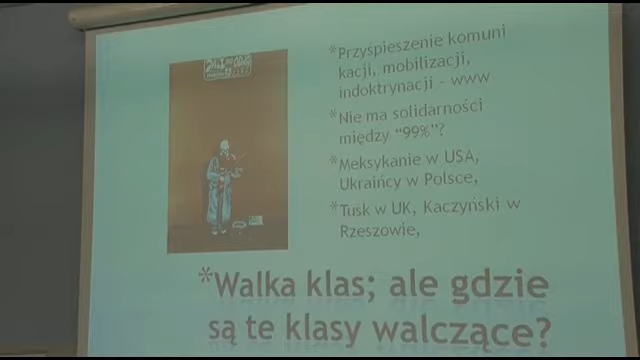 *Przyśpieszenie komuni
kacji, mobilizacji,
indoktrynacji - www
*Nie ma solidarności
między “99%”?
*Meksykanie w USA,
Ukraińcy w Polsce,
*Tusk w UK, Kaczyński w
Rzeszowie,
*Walka klas; ale gdzie
są te klasy walczące?